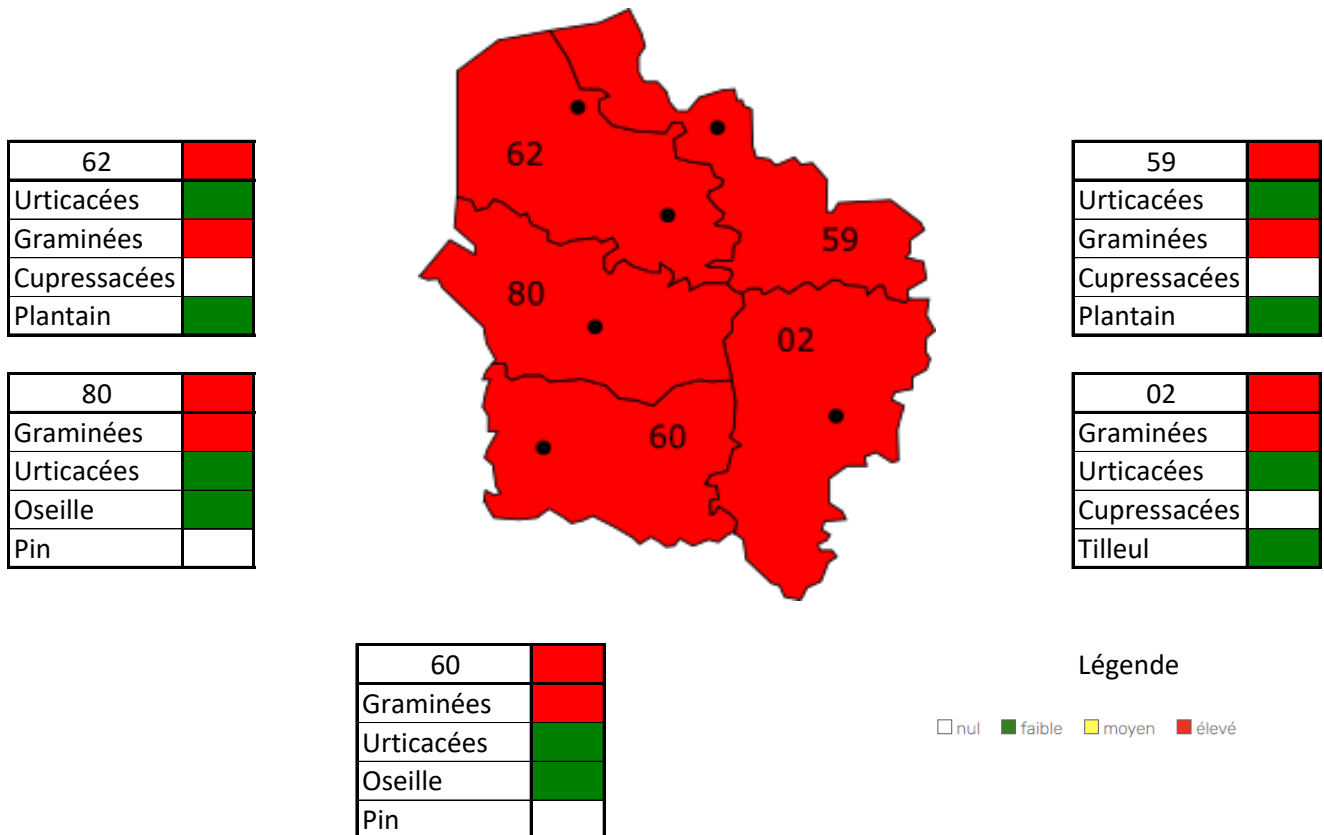 62
Urticacées
Graminées
Cupressacées
Plantain
80
Graminées
Urticacées
Oseille
Pin
62
59
80
02
60
59
Urticacées
Graminées
Cupressacées
Plantain
02
Graminées
Urticacées
Cupressacées
Tilleul
60
Graminées
Urticacées
Oseille
Pin
Légende
nul faible moyen élevé